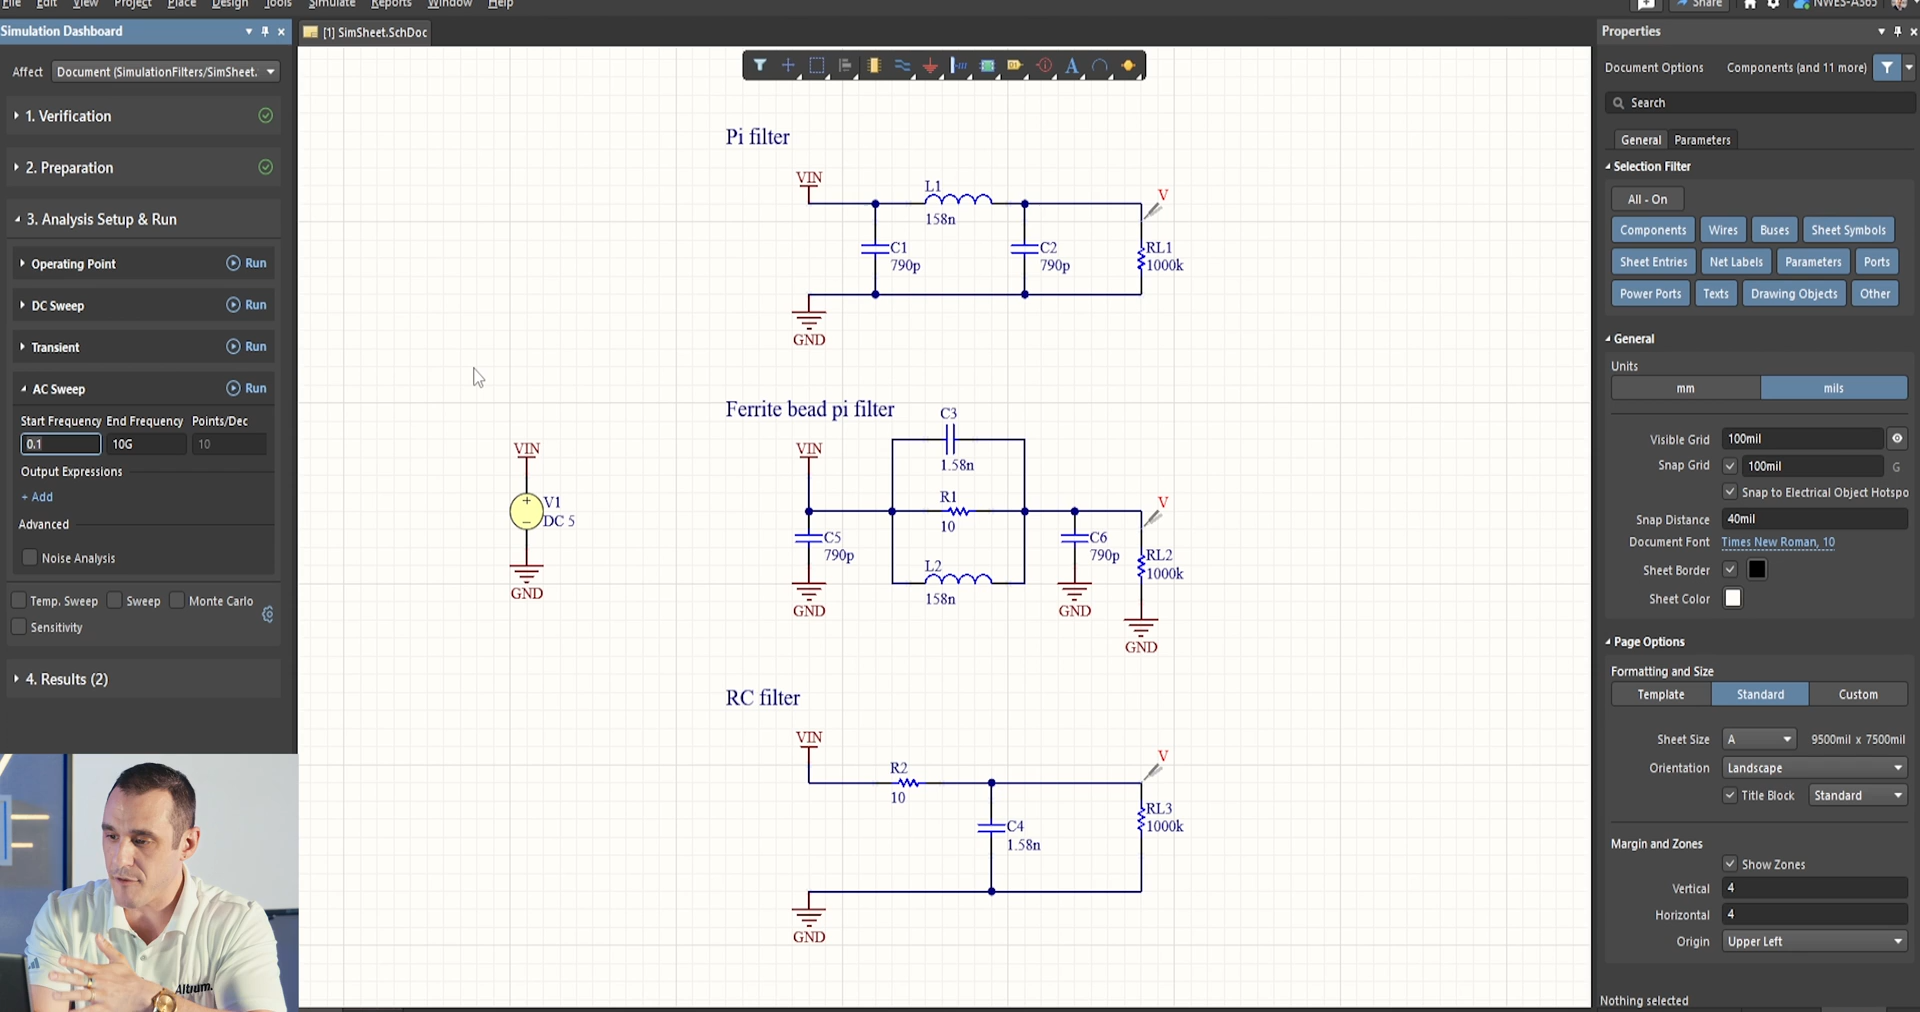 File Edit View Project Place Design Tools Simulate Reports Window Help
Share
NWES-A365
Simulation Dashboard
[1] SimSheet.SchDoc
Properties
Affect Document (SimulationFilters/SimSheet.
1. Verification
2. Preparation
3. Analysis Setup & Run
Operating Point Run
DC Sweep Run
Transient Run
AC Sweep Run
Start Frequency End Frequency Points/Dec
0.1 10G 10
Output Expressions
+ Add
Advanced
Noise Analysis
Temp. Sweep Sweep Monte Carlo
Sensitivity
4. Results (2)
Altium.
VIN
V1
DC 5
GND
Pi filter
VIN
L1
158n
V
C1
790p
C2
790p
RL1
1000k
GND
Ferrite bead pi filter
C3
1.58n
VIN
R1
10
V
C5
790p
C6
790p
L2
158n
RL2
1000k
GND
GND
GND
RC filter
VIN
R2
10
V
C4
1.58n
RL3
1000k
GND
Document Options Components (and 11 more)
Search
General Parameters
Selection Filter
All - On
Components Wires Buses Sheet Symbols
Sheet Entries Net Labels Parameters Ports
Power Ports Texts Drawing Objects Other
General
Units
mm mils
Visible Grid 100mil
Snap Grid 100mil G
Snap to Electrical Object Hotspo
Snap Distance 40mil
Document Font Times New Roman, 10
Sheet Border
Sheet Color
Page Options
Formatting and Size
Template Standard Custom
Sheet Size A 9500mil x 7500mil
Orientation Landscape
Title Block Standard
Margin and Zones
Show Zones
Vertical 4
Horizontal 4
Origin Upper Left
Nothing selected